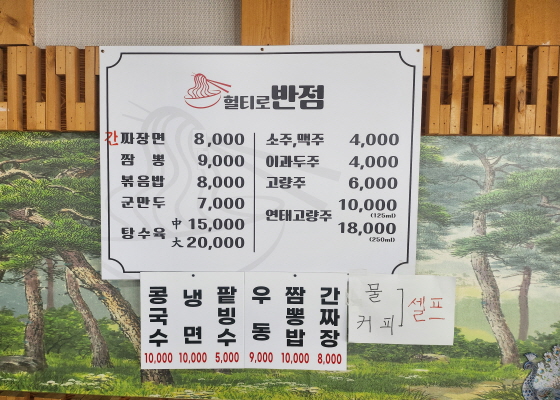 혈티로반점
간짜장면 8,000
짬뽕 9,000
볶음밥 8,000
군만두 7,000
탕수육 中 15,000
大 20,000
소주,맥주 4,000
이과두주 4,000
고량주 6,000
연태고량주 10,000
(125ml)
18,000
(250ml)
콩국수 10,000
냉면 10,000
팥빙수 5,000
우동 9,000
짬뽕밥 10,000
간짜장 8,000
물
커피
셀프